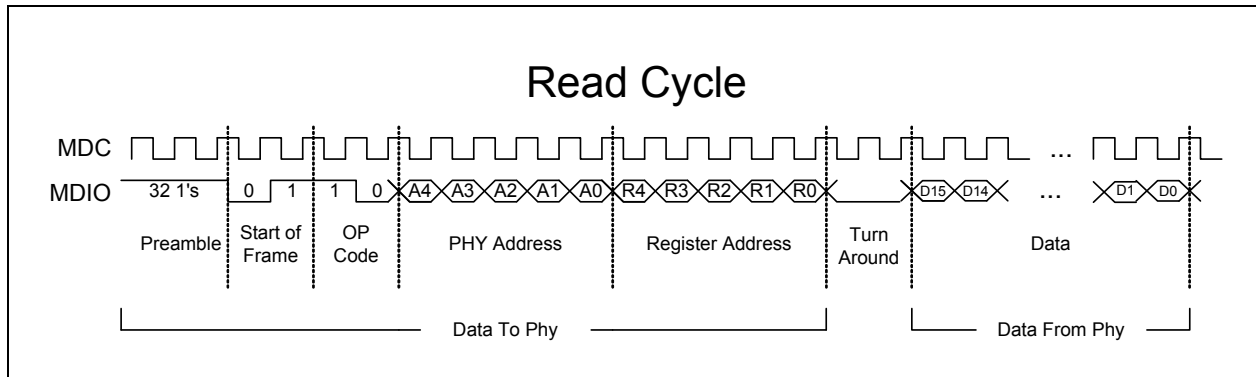 Read Cycle
MDC ...
MDIO 32 1's 0 1 1 0 A4 A3 A2 A1 A0 R4 R3 R2 R1 R0 D15 D14 ... D1 D0
Preamble
Start of
Frame
OP
Code
PHY Address
Register Address
Turn
Around
Data
Data To Phy
Data From Phy